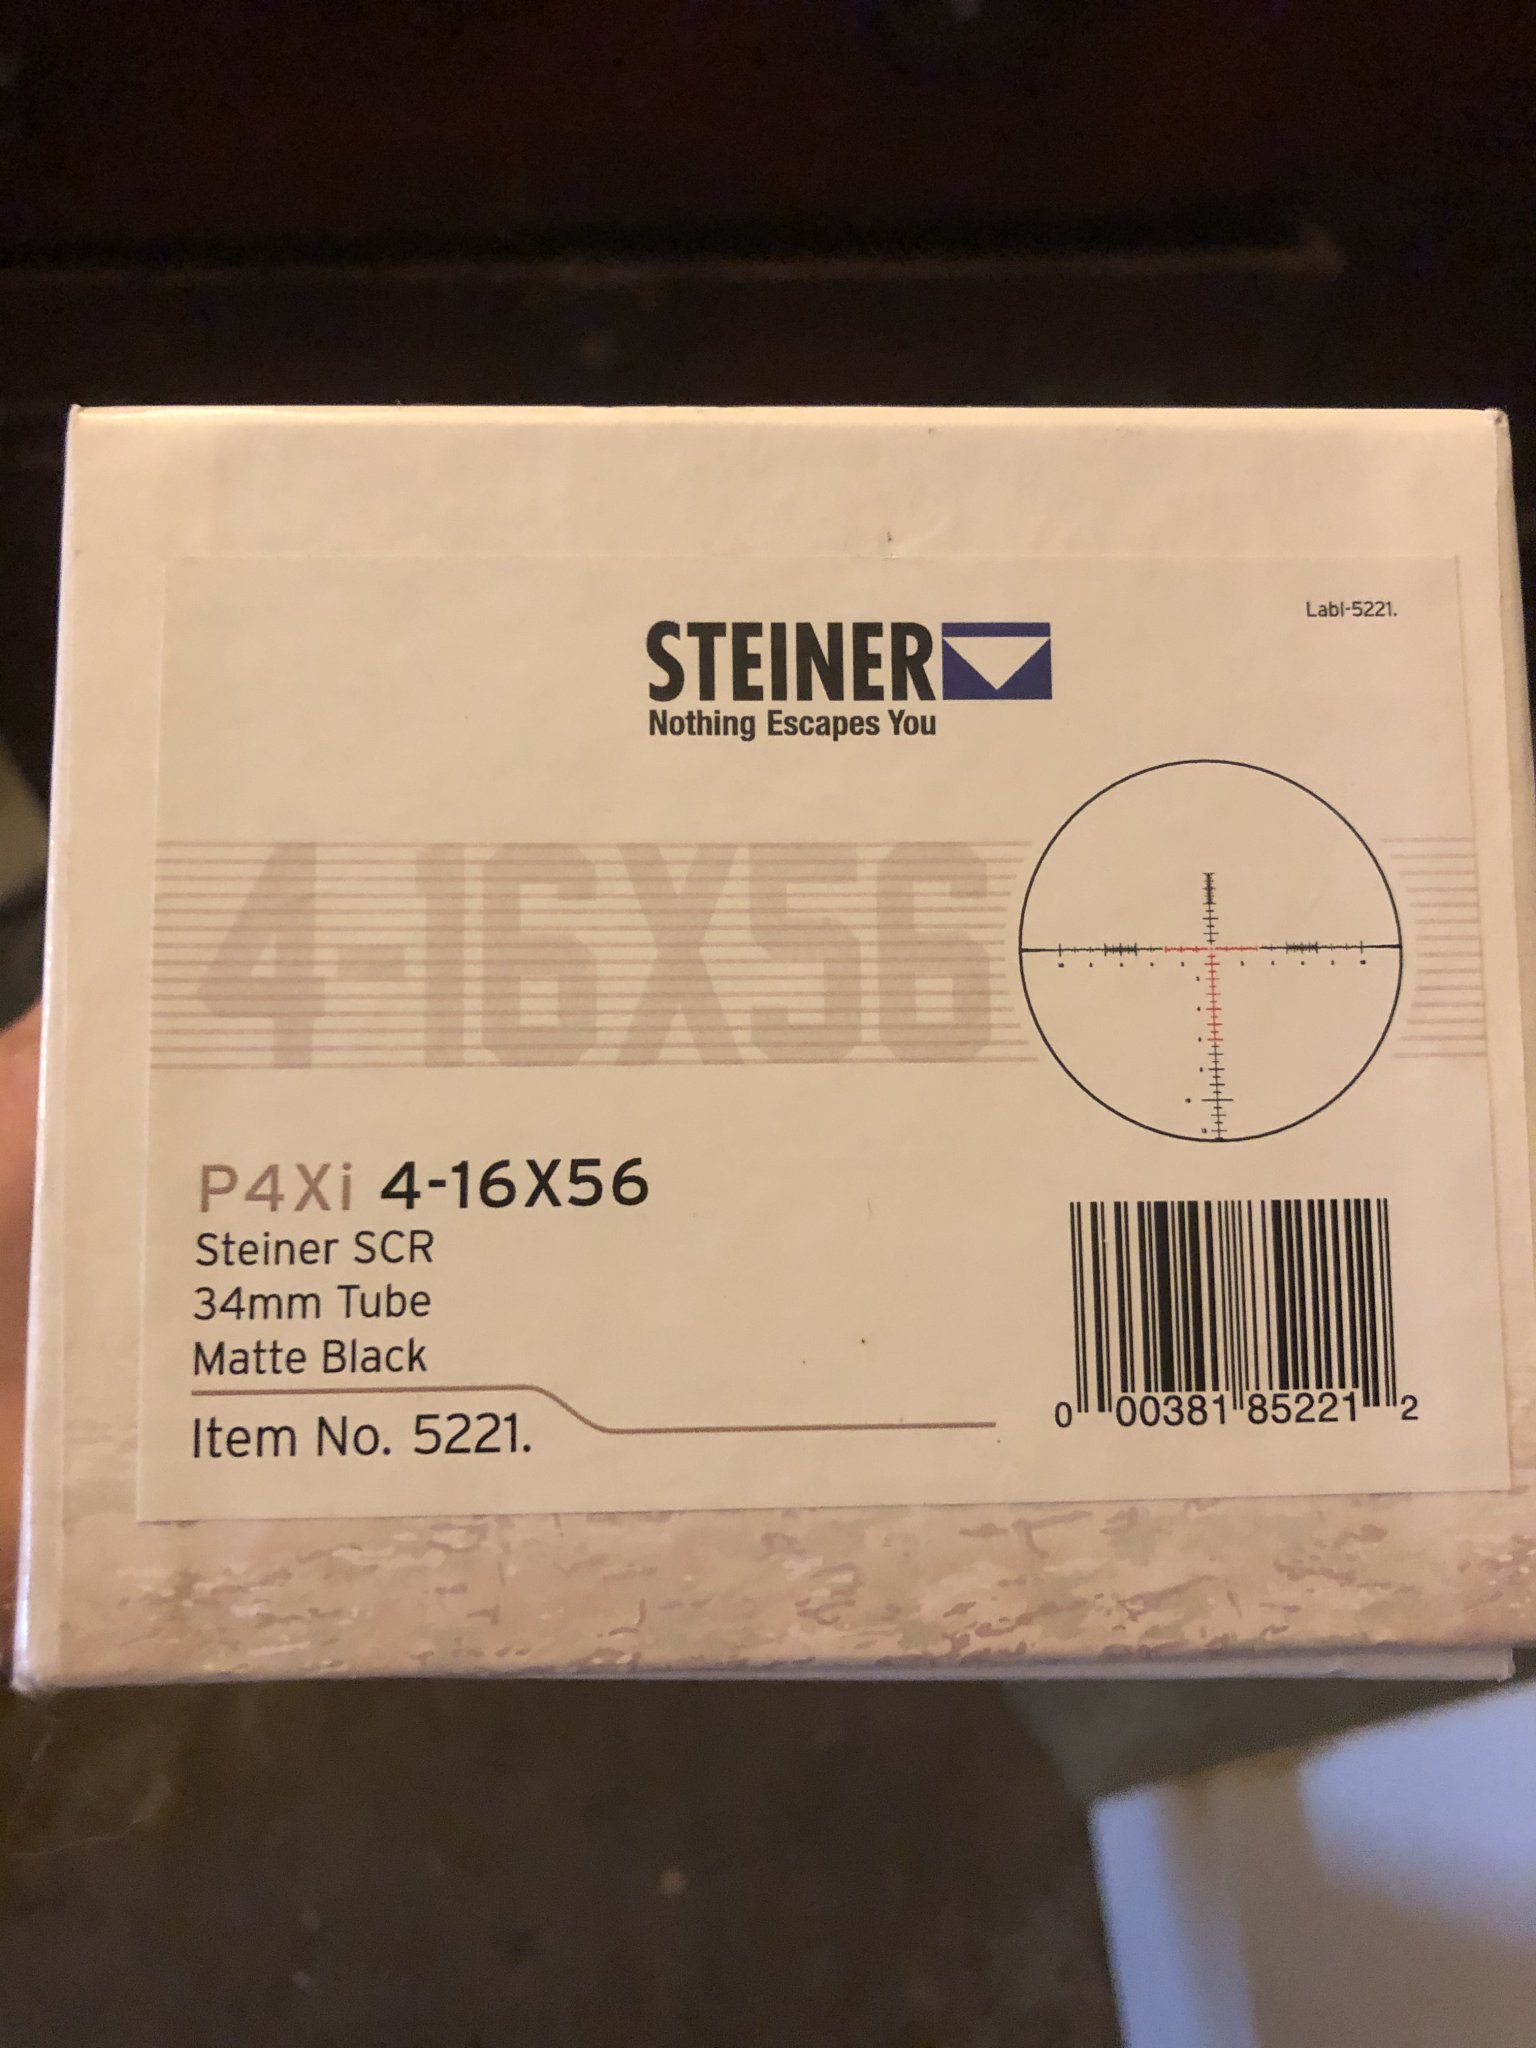 Labl-5221.
STEINER
Nothing Escapes You
4-16X56
P4Xi 4-16X56
Steiner SCR
34mm Tube
Matte Black
Item No. 5221.
0 00381 85221 2